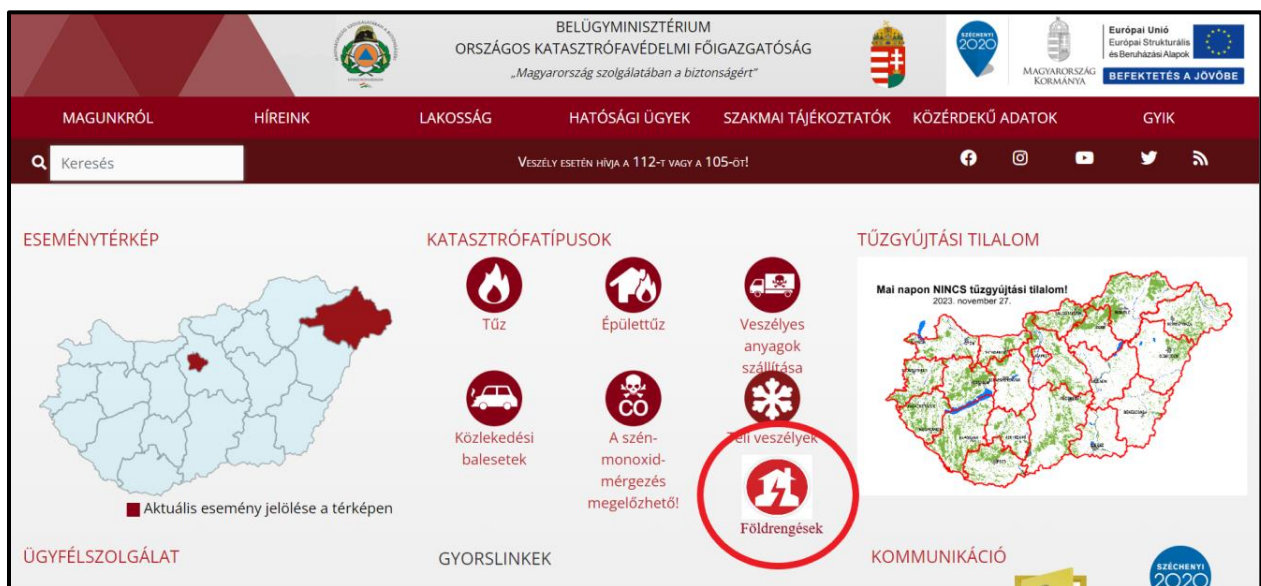 BELÜGYMINISZTÉRIUM
ORSZÁGOS KATASZTRÓFAVÉDELMI FŐIGAZGATÓSÁG
„Magyarország szolgálatában a biztonságért”
SZÉCHENYI
2020
MAGYARORSZÁG
KORMÁNYA
Európai Unió
Európai Strukturális
és Beruházási Alapok
BEFEKTETÉS A JÖVŐBE
MAGUNKRÓL HÍREINK LAKOSSÁG HATÓSÁGI ÜGYEK SZAKMAI TÁJÉKOZTATÓK KÖZÉRDEKŰ ADATOK GYIK
Keresés
VESZÉLY ESETÉN HÍVJA A 112-T VAGY A 105-ÖT!
ESEMÉNYTÉRKÉP
Aktuális esemény jelölése a térképen
KATASZTRÓFATÍPUSOK
Tűz
Épülettűz
Veszélyes
anyagok
szállítása
Közlekedési
balesetek
CO
A szén-
monoxid-
mérgezés
megelőzhető!
Téli veszélyek
Földrengések
TŰZGYÚJTÁSI TILALOM
Mai napon NINCS tűzgyújtási tilalom!
2023. november 27.
ÜGYFÉLSZOLGÁLAT
GYORSLINKEK
KOMMUNIKÁCIÓ
SZÉCHENYI
2020